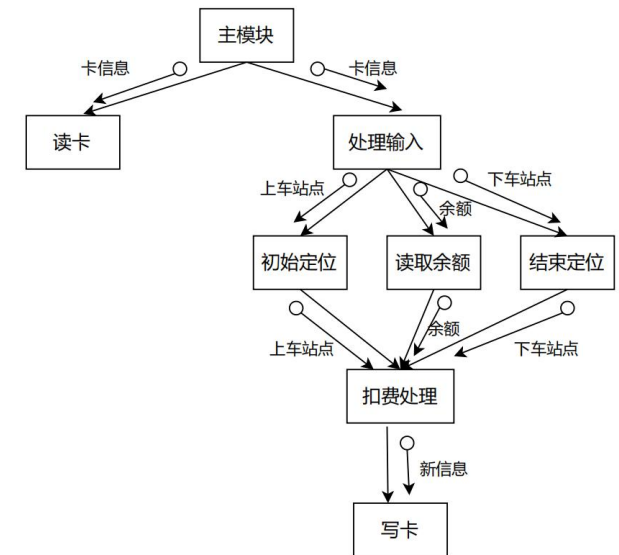 主模块
卡信息
卡信息
读卡
处理输入
上车站点
余额
下车站点
初始定位
读取余额
结束定位
上车站点
余额
下车站点
扣费处理
新信息
写卡